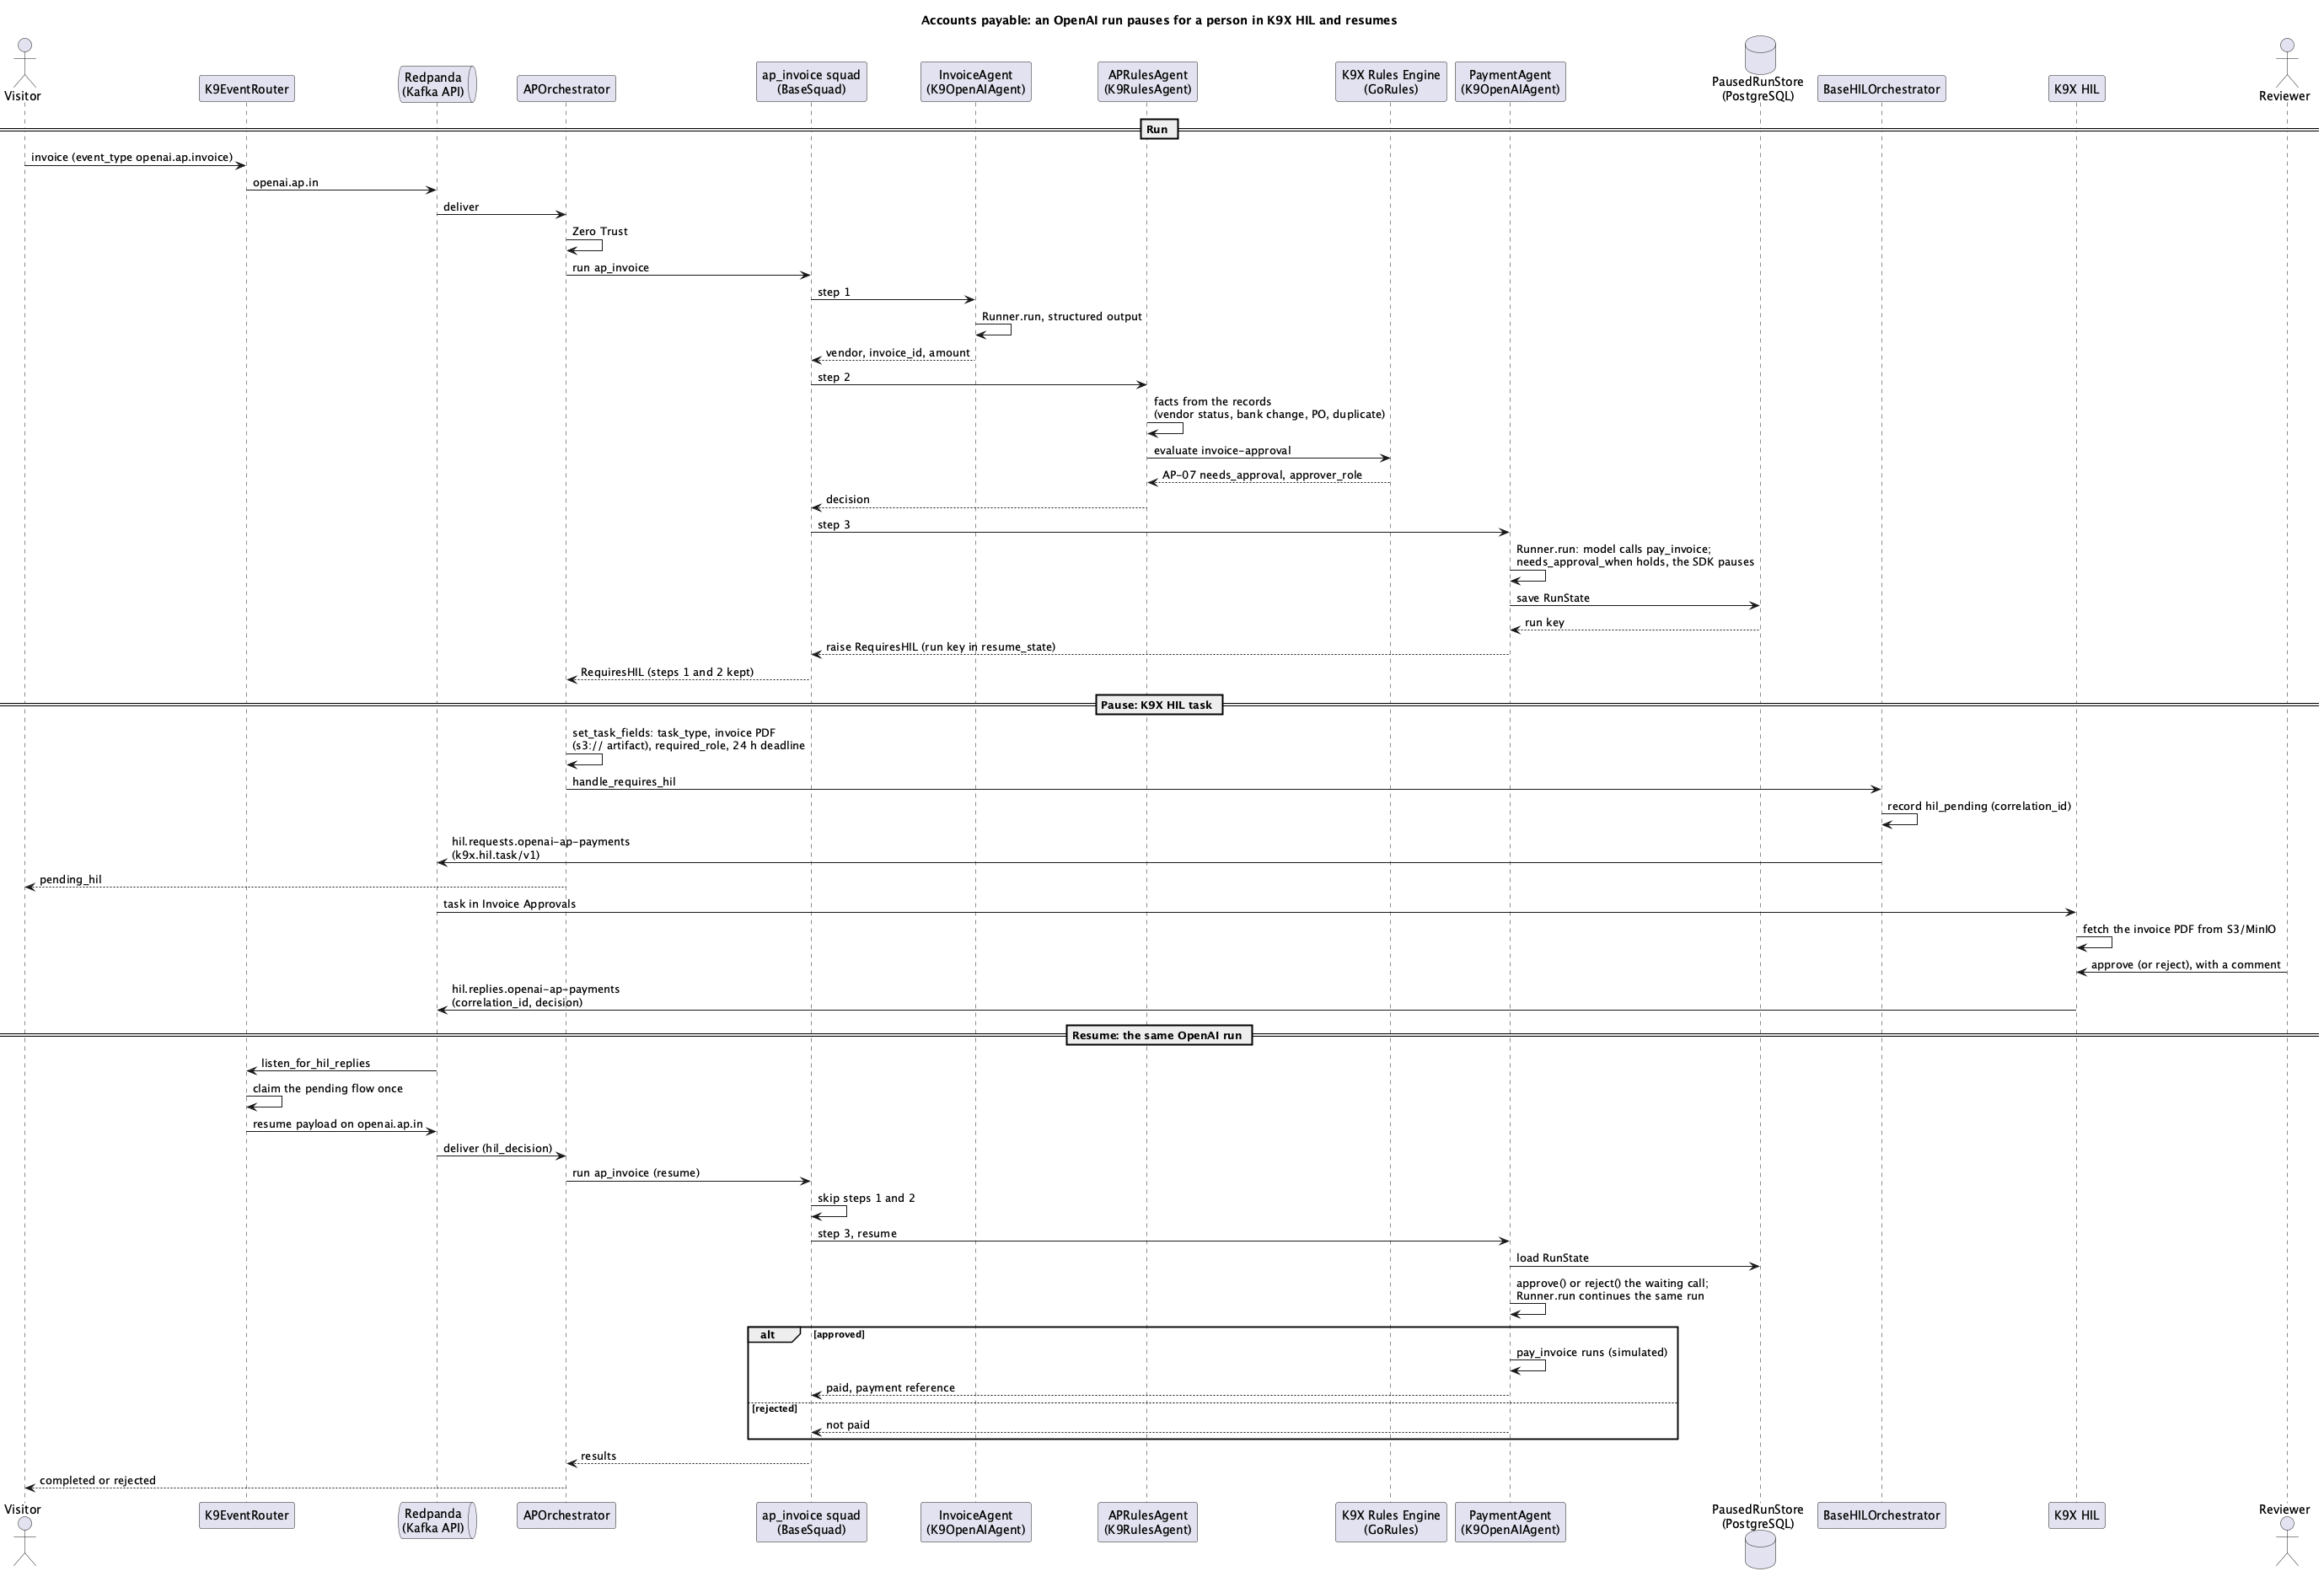 Accounts payable: an OpenAI run pauses for a person in K9X HIL and resumes
Visitor
K9EventRouter
Redpanda
(Kafka API)
APOrchestrator
ap_invoice squad
(BaseSquad)
InvoiceAgent
(K9OpenAIAgent)
APRulesAgent
(K9RulesAgent)
K9X Rules Engine
(GoRules)
PaymentAgent
(K9OpenAIAgent)
PausedRunStore
(PostgreSQL)
BaseHILOrchestrator
K9X HIL
Reviewer
Run
invoice (event_type openai.ap.invoice)
openai.ap.in
deliver
Zero Trust
run ap_invoice
step 1
Runner.run, structured output
vendor, invoice_id, amount
step 2
facts from the records
(vendor status, bank change, PO, duplicate)
evaluate invoice-approval
AP-07 needs_approval, approver_role
decision
step 3
Runner.run: model calls pay_invoice;
needs_approval_when holds, the SDK pauses
save RunState
run key
raise RequiresHIL (run key in resume_state)
RequiresHIL (steps 1 and 2 kept)
Pause: K9X HIL task
set_task_fields: task_type, invoice PDF
(s3:// artifact), required_role, 24 h deadline
handle_requires_hil
record hil_pending (correlation_id)
hil.requests.openai-ap-payments
(k9x.hil.task/v1)
pending_hil
task in Invoice Approvals
fetch the invoice PDF from S3/MinIO
approve (or reject), with a comment
hil.replies.openai-ap-payments
(correlation_id, decision)
Resume: the same OpenAI run
listen_for_hil_replies
claim the pending flow once
resume payload on openai.ap.in
deliver (hil_decision)
run ap_invoice (resume)
skip steps 1 and 2
step 3, resume
load RunState
approve() or reject() the waiting call;
Runner.run continues the same run
alt
[approved]
pay_invoice runs (simulated)
paid, payment reference
[rejected]
not paid
results
completed or rejected
Visitor
K9EventRouter
Redpanda
(Kafka API)
APOrchestrator
ap_invoice squad
(BaseSquad)
InvoiceAgent
(K9OpenAIAgent)
APRulesAgent
(K9RulesAgent)
K9X Rules Engine
(GoRules)
PaymentAgent
(K9OpenAIAgent)
PausedRunStore
(PostgreSQL)
BaseHILOrchestrator
K9X HIL
Reviewer